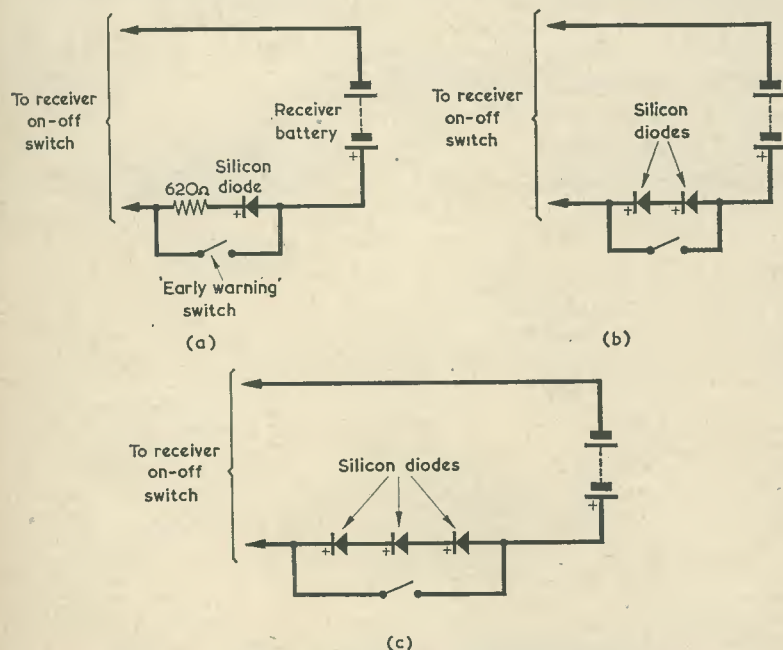 To receiver
on-off
switch
Receiver
battery
+
620Ω
Silicon
diode
+
'Early warning'
switch
(a)
To receiver
on-off
switch
Silicon
diodes
+
+
+
(b)
To receiver
on-off
switch
Silicon diodes
+
+
+
+
(c)